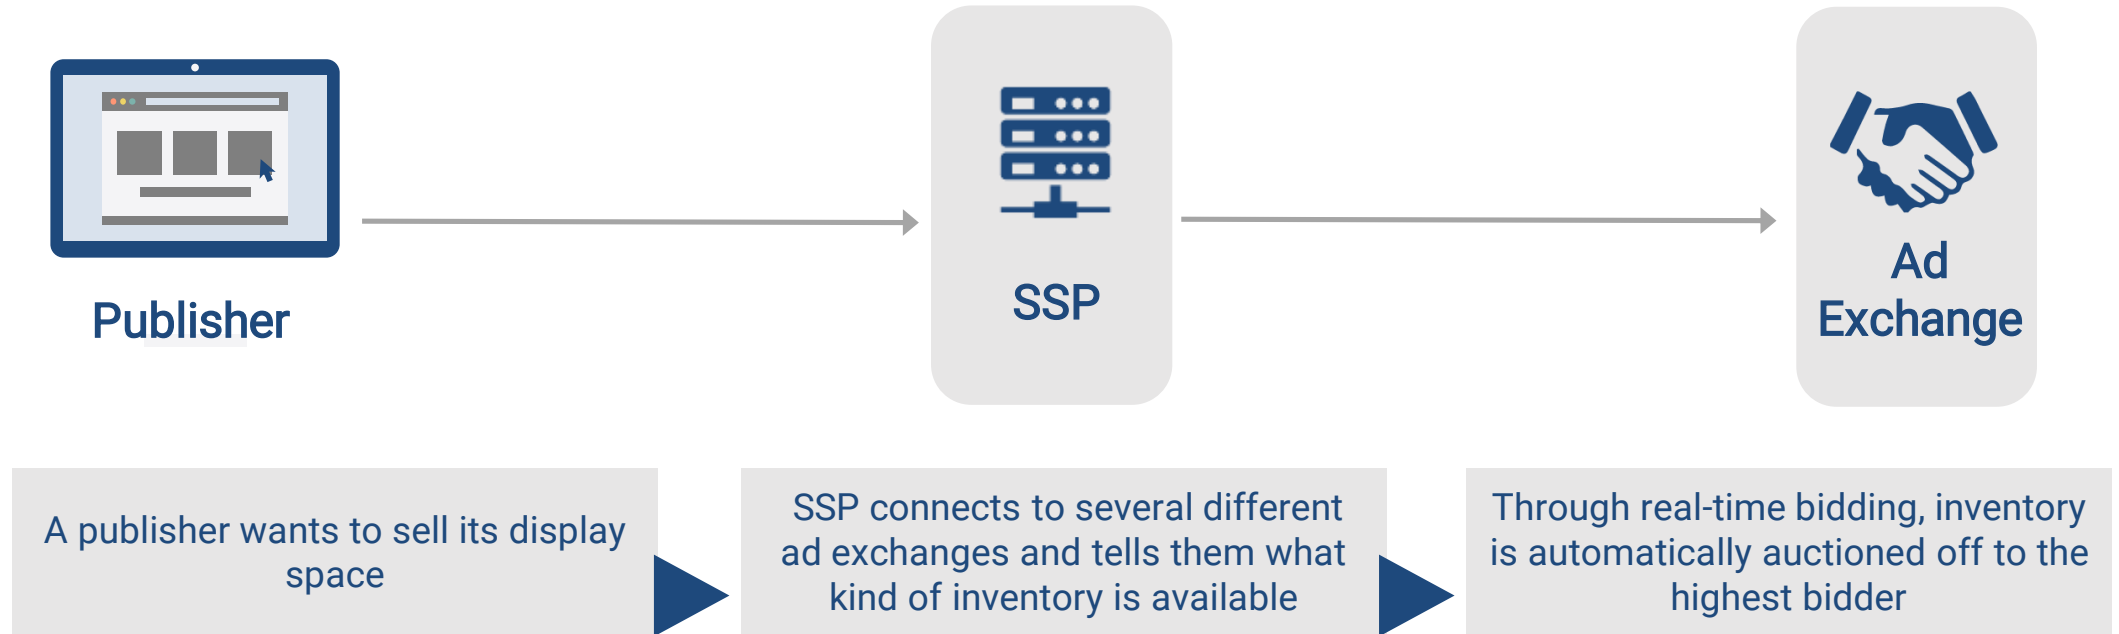 Publisher
SSP
Ad
Exchange
A publisher wants to sell its display
space
SSP connects to several different
ad exchanges and tells them what
kind of inventory is available
Through real-time bidding, inventory
is automatically auctioned off to the
highest bidder